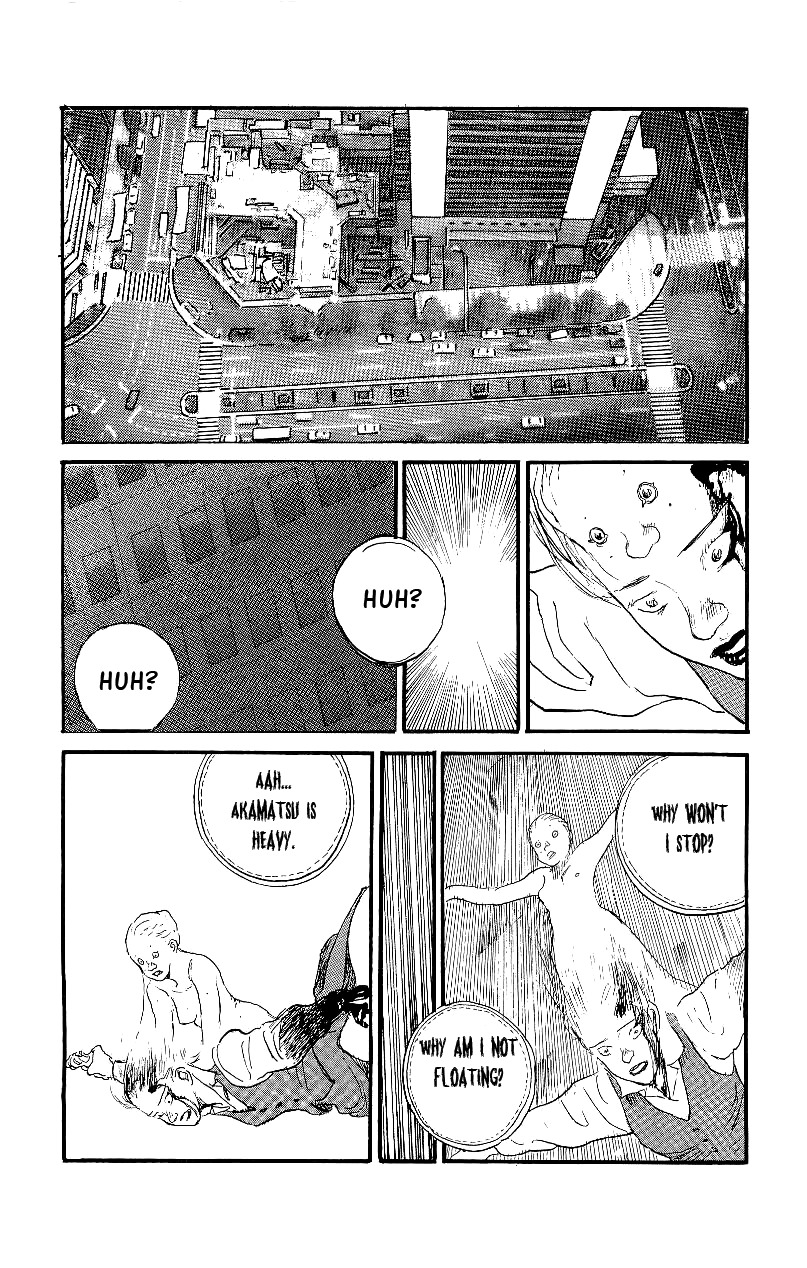 HUH?
HUH?
AAH...
AKAMATSU IS
HEAVY.
WHY WON'T
I STOP?
WHY AM I NOT
FLOATING?